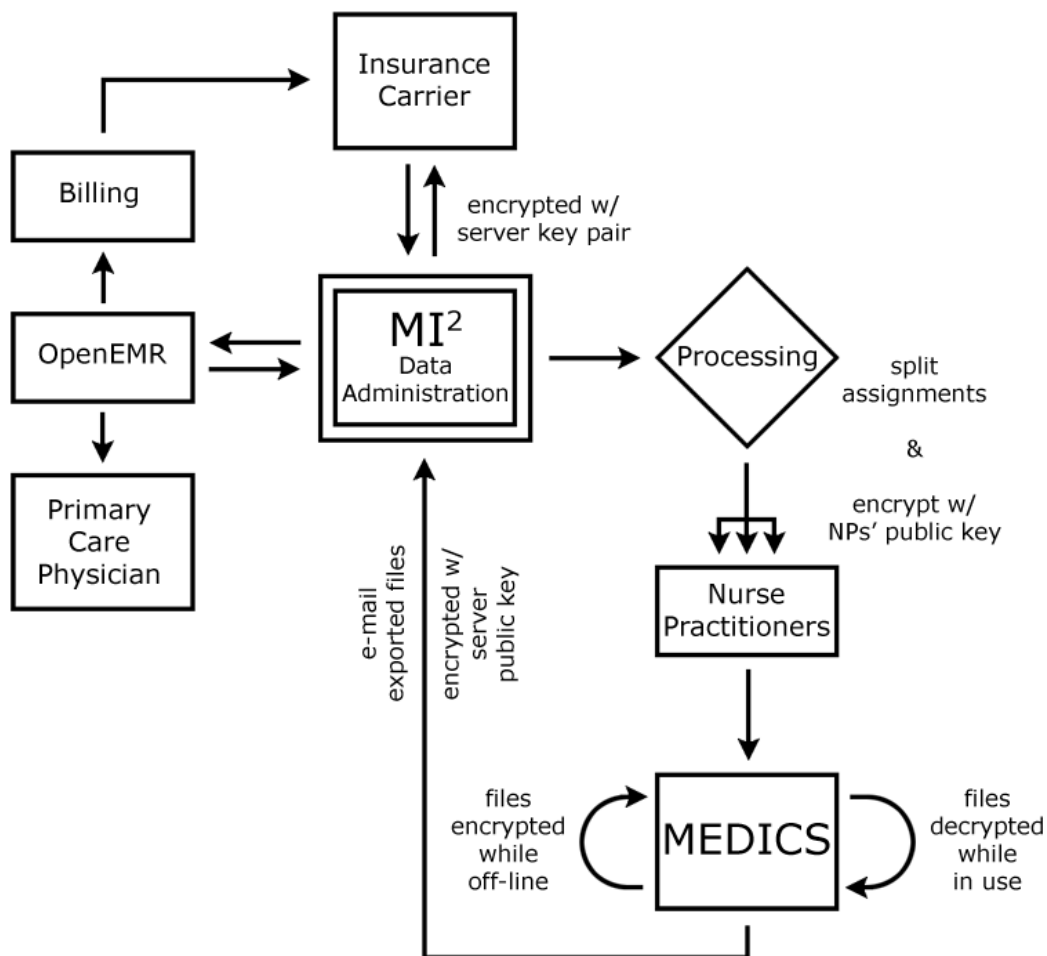 Insurance
Carrier
Billing
encrypted w/
server key pair
OpenEMR
MI²
Data
Administration
Processing
split
assignments
&
encrypt w/
NPs’ public key
Primary
Care
Physician
e-mail
exported files
encrypted w/
server
public key
Nurse
Practitioners
files
encrypted
while
off-line
MEDICS
files
decrypted
while
in use